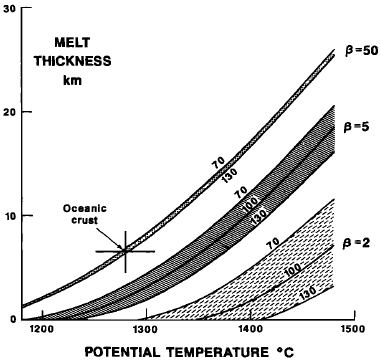 30
MELT
THICKNESS
km
β=50
20
β=5
70
130
70
100
130
Oceanic
crust
10
β=2
70
100
130
0
1200
1300
1400
1500
POTENTIAL TEMPERATURE °C